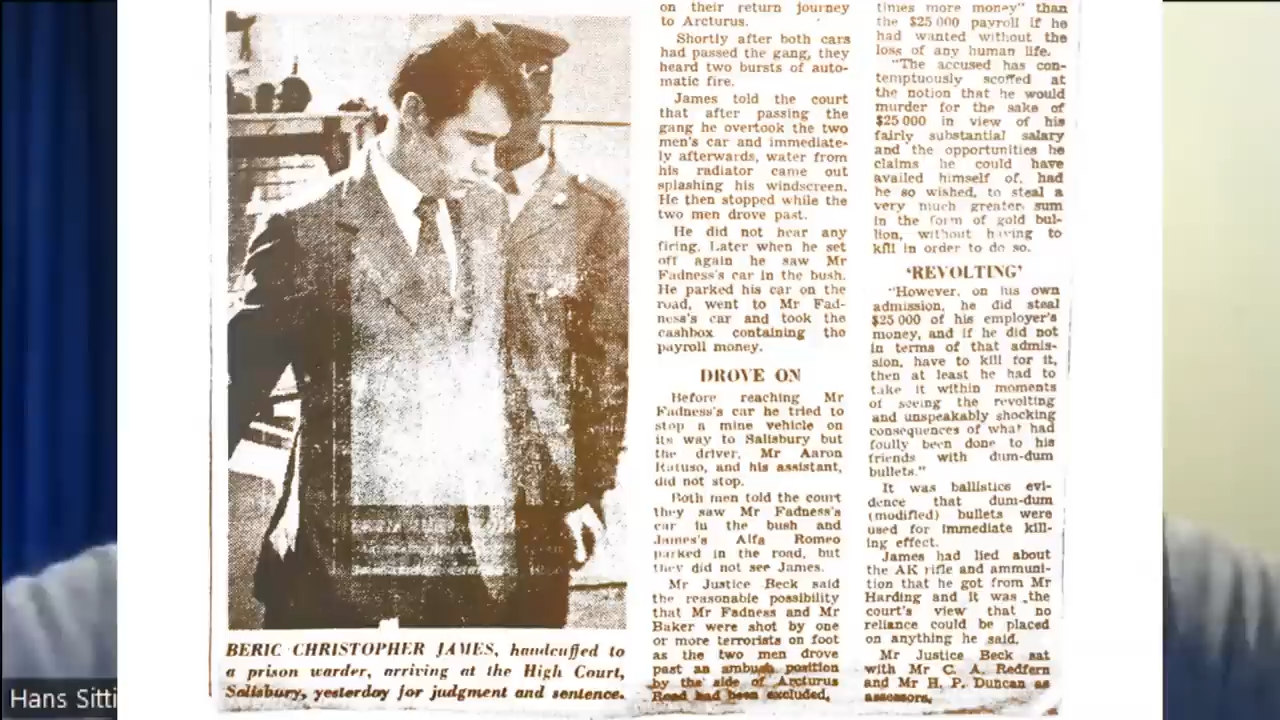 on their return journey
to Arcturus.
Shortly after both cars
had passed the gang, they
heard two bursts of auto-
matic fire.
James told the court
that after passing the
gang he overtook the two
men's car and immediate-
ly afterwards, water from
his radiator came out
splashing his windscreen.
He then stopped while the
two men drove past.
He did not hear any
firing. Later when he set
off again he saw Mr
Fadness's car in the bush.
He parked his car on the
road, went to Mr Fad-
ness's car and took the
cashbox containing the
payroll money.
DROVE ON
Before reaching Mr
Fadness's car he tried to
stop a mine vehicle on
its way to Salisbury but
the driver, Mr Aaron
Katuso, and his assistant,
did not stop.
Both men told the court
they saw Mr Fadness's
car in the bush and
James's Alfa Romeo
parked in the road, but
they did not see James.
Mr Justice Beck said
the reasonable possibility
that Mr Fadness and Mr
Baker were shot by one
or more terrorists on foot
as the two men drove
past an ambush position
by the side of Arcturus
Road had been excluded.
times more money" than
the $25 000 payroll if he
had wanted without the
loss of any human life.
"The accused has con-
temptuously scoffed at
the notion that he would
murder for the sake of
$25 000 in view of his
fairly substantial salary
and the opportunities he
claims he could have
availed himself of, had
he so wished, to steal a
very much greater sum
in the form of gold bul-
lion, without having to
kill in order to do so.
'REVOLTING'
"However, on his own
admission, he did steal
$25 000 of his employer's
money, and if he did not
in terms of that admis-
sion, have to kill for it,
then at least he had to
take it within moments
of seeing the revolting
and unspeakably shocking
consequences of what had
foully been done to his
friends with dum-dum
bullets."
It was ballistics evi-
dence that dum-dum
(modified) bullets were
used for immediate kill-
ing effect.
James had lied about
the AK rifle and ammuni-
tion that he got from Mr
Harding and it was the
court's view that no
reliance could be placed
on anything he said.
Mr Justice Beck sat
with Mr C. A. Redfern
and Mr H. P. Duncan as
assessors.
BERIC CHRISTOPHER JAMES, handcuffed to
a prison warder, arriving at the High Court,
Salisbury, yesterday for judgment and sentence.
Hans Sitti